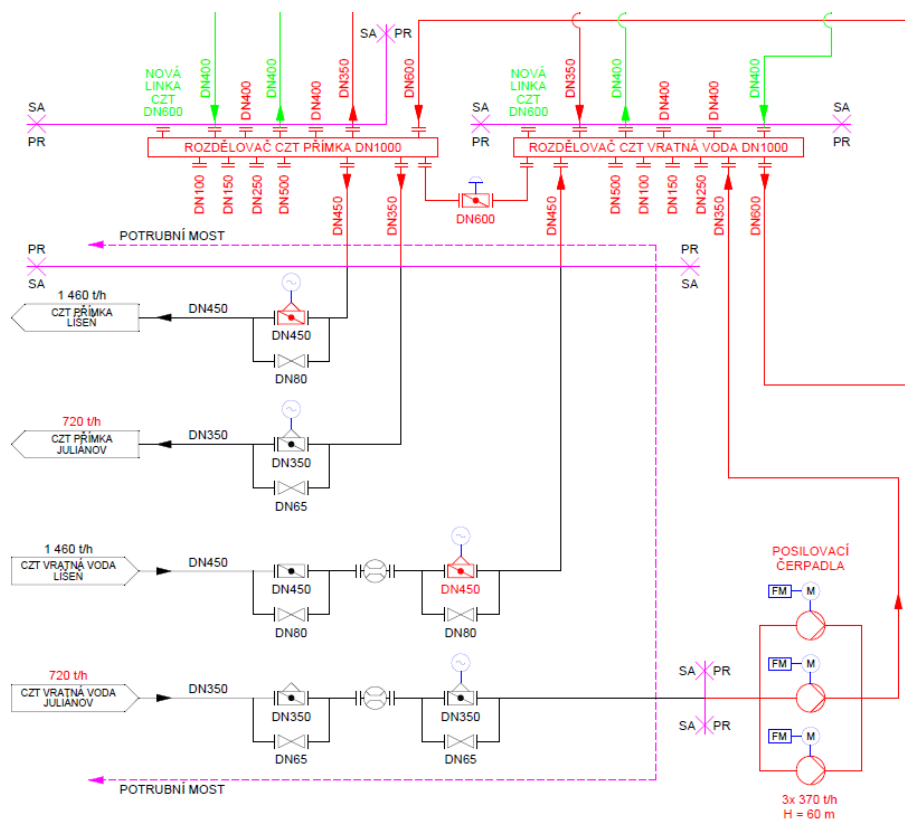 SA
PR
NOVÁ
LINKA
CZT
DN600
DN400
DN400
DN400
DN400
DN350
DN600
NOVÁ
LINKA
CZT
DN600
DN350
DN400
DN400
DN400
DN400
SA
PR
SA
PR
SA
PR
ROZDĚLOVAČ CZT PŘÍMKA DN1000
ROZDĚLOVAČ CZT VRATNÁ VODA DN1000
DN100
DN150
DN250
DN500
DN450
DN350
DN600
DN450
DN500
DN100
DN150
DN250
DN350
DN600
POTRUBNÍ MOST
PR
SA
PR
SA
1 460 t/h
CZT PŘÍMKA
LÍŠEŇ
DN450
DN450
DN80
720 t/h
CZT PŘÍMKA
JULIÁNOV
DN350
DN350
DN65
1 460 t/h
CZT VRATNÁ VODA
LÍŠEŇ
DN450
DN450
DN80
DN450
DN80
POSILOVACÍ
ČERPADLA
FM
M
720 t/h
CZT VRATNÁ VODA
JULIÁNOV
DN350
DN350
DN65
DN350
DN65
SA
PR
SA
PR
FM
M
FM
M
POTRUBNÍ MOST
3x 370 t/h
H = 60 m